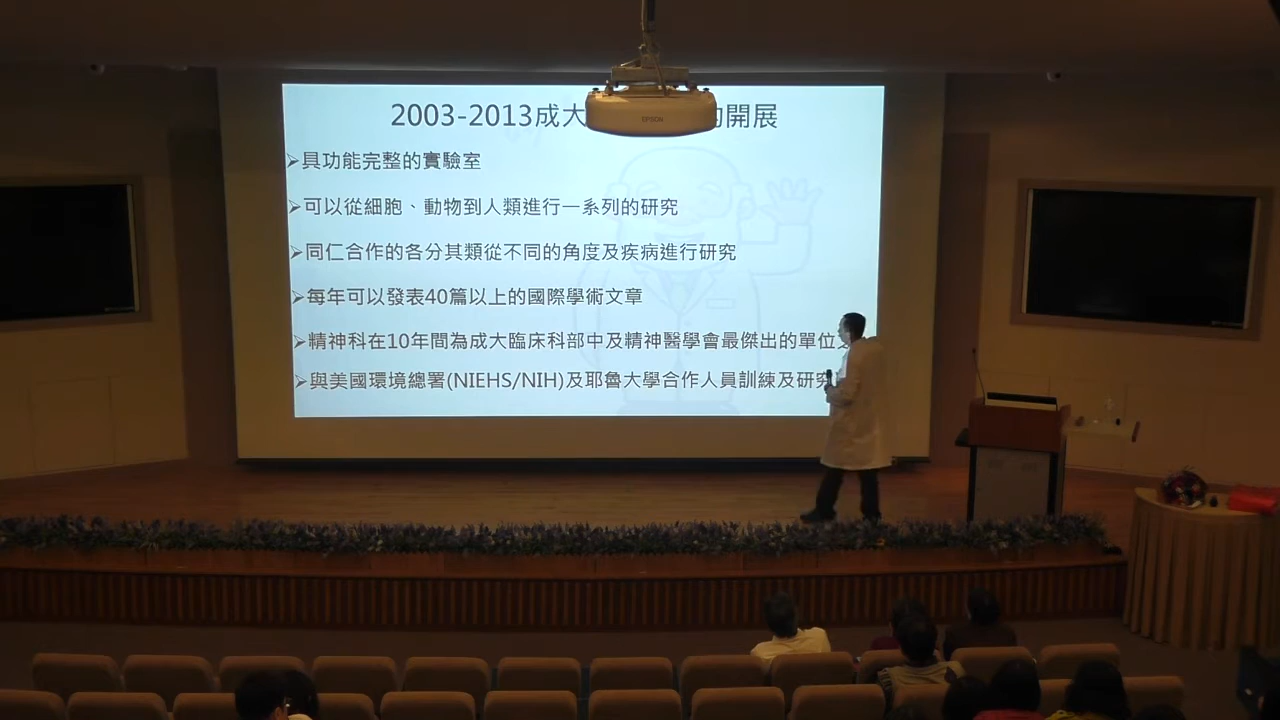 2003-2013成大 的開展
➢具功能完整的實驗室
➢可以從細胞、動物到人類進行一系列的研究
➢同仁合作的各分其類從不同的角度及疾病進行研究
➢每年可以發表40篇以上的國際學術文章
➢精神科在10年間為成大臨床科部中及精神醫學會最傑出的單位
➢與美國環境總署(NIEHS/NIH)及耶魯大學合作人員訓練及研究
EPSON